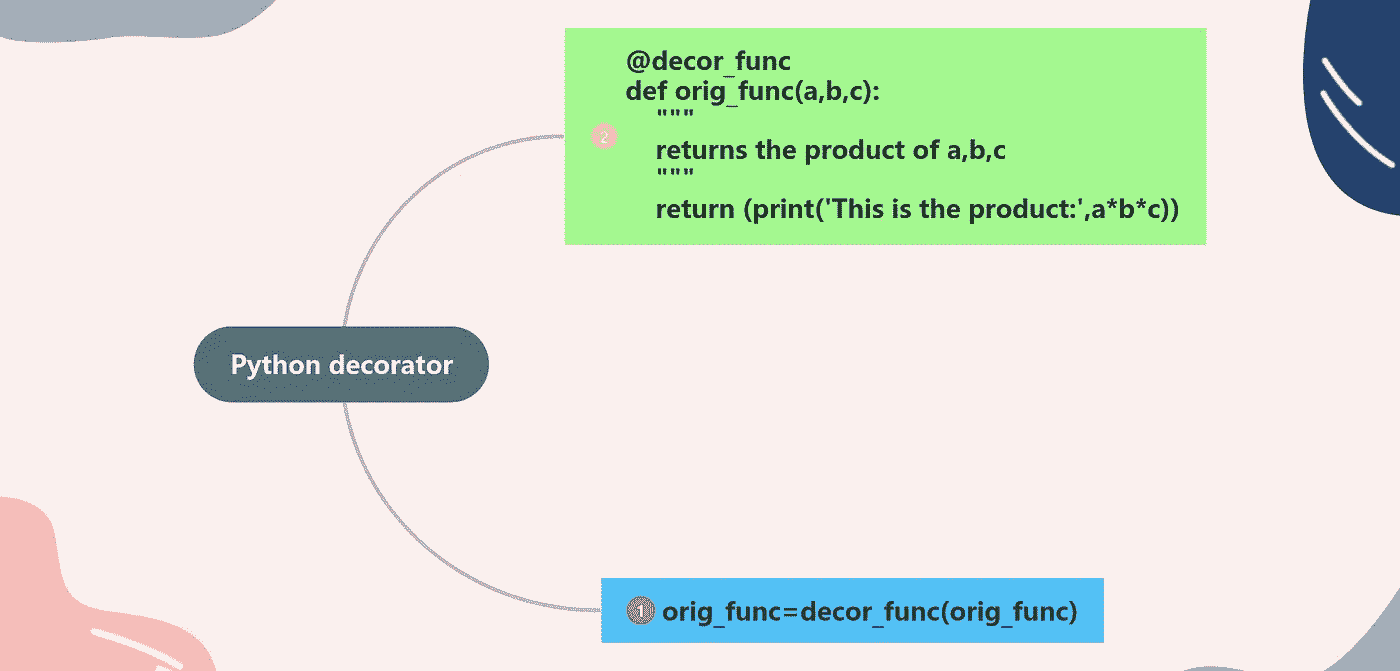 @decor_func
def orig_func(a,b,c):
"""
2
returns the product of a,b,c
"""
return (print('This is the product:',a*b*c))
Python decorator
1 orig_func=decor_func(orig_func)